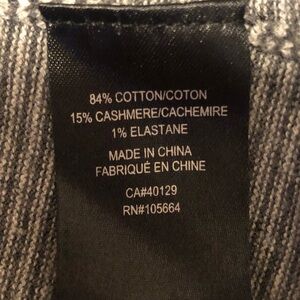 84% COTTON/COTON
15% CASHMERE/CACHEMIRE
1% ELASTANE
MADE IN CHINA
FABRIQUÉ EN CHINE
CA#40129
RN#105664